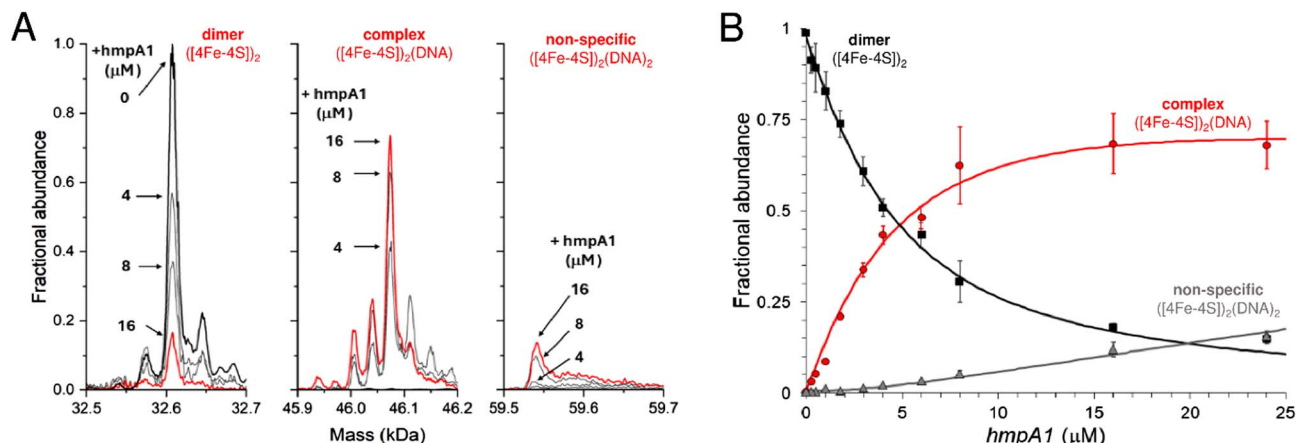 A
Fractional abundance
1.0
0.8
0.6
0.4
0.2
0.0
+hmpA1
(μM)
0
4
8
16
dimer
([4Fe-4S])₂
32.5
32.6
32.7
complex
([4Fe-4S])₂(DNA)
+ hmpA1
(μM)
16
8
4
45.9
46.0
46.1
46.2
Mass (kDa)
non-specific
([4Fe-4S])₂(DNA)₂
+ hmpA1
(μM)
16
8
4
59.5
59.6
59.7
B
Fractional abundance
1
0.75
0.5
0.25
0
dimer
([4Fe-4S])₂
complex
([4Fe-4S])₂(DNA)
non-specific
([4Fe-4S])₂(DNA)₂
0
5
10
15
20
25
hmpA1 (μM)